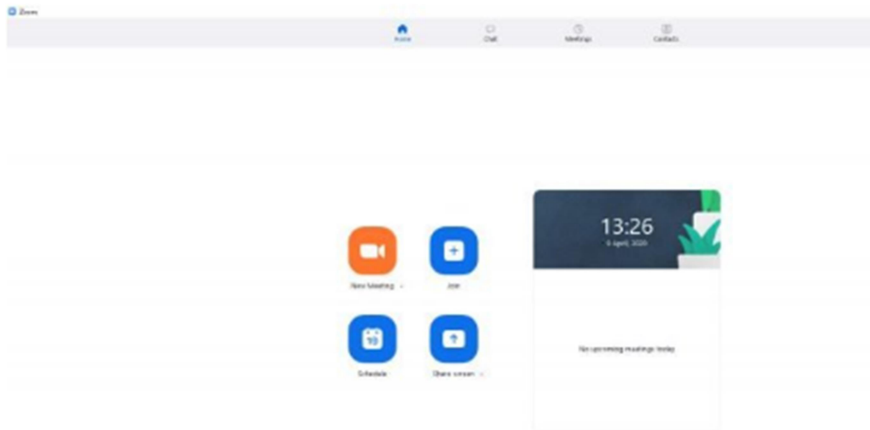 Zoom
Home
Chat
Meetings
Contacts
13:26
6 April, 2020
New Meeting
Join
19
Schedule
Share screen
No upcoming meetings today